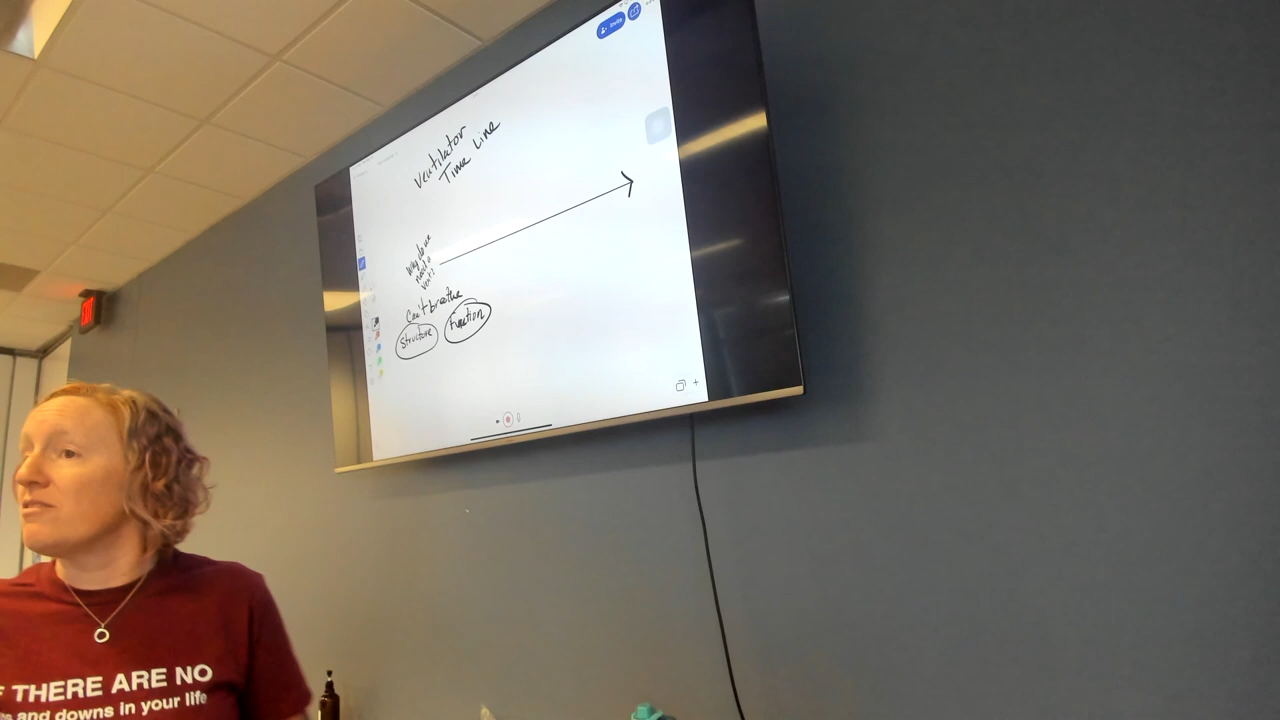 Invite
Ventilator
Time Line
Why do we
need a
vent?
Can't breathe
Structure
Function
THERE ARE NO
and downs in your life